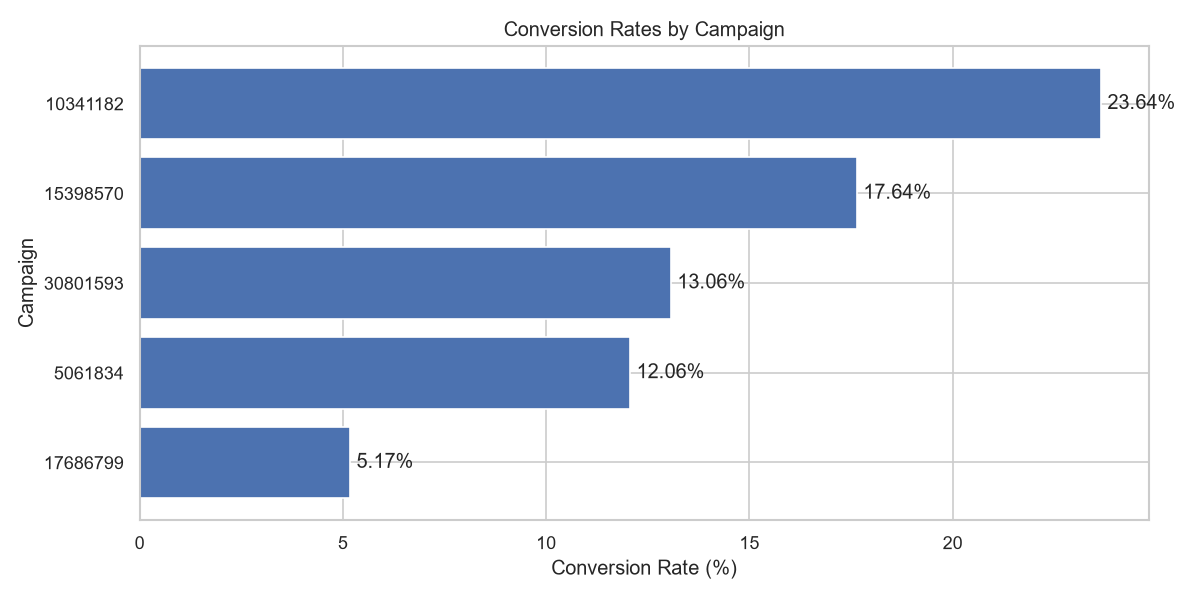 Conversion Rates by Campaign
10341182
23.64%
15398570
17.64%
30801593
13.06%
5061834
12.06%
17686799
5.17%
Campaign
0 5 10 15 20
Conversion Rate (%)